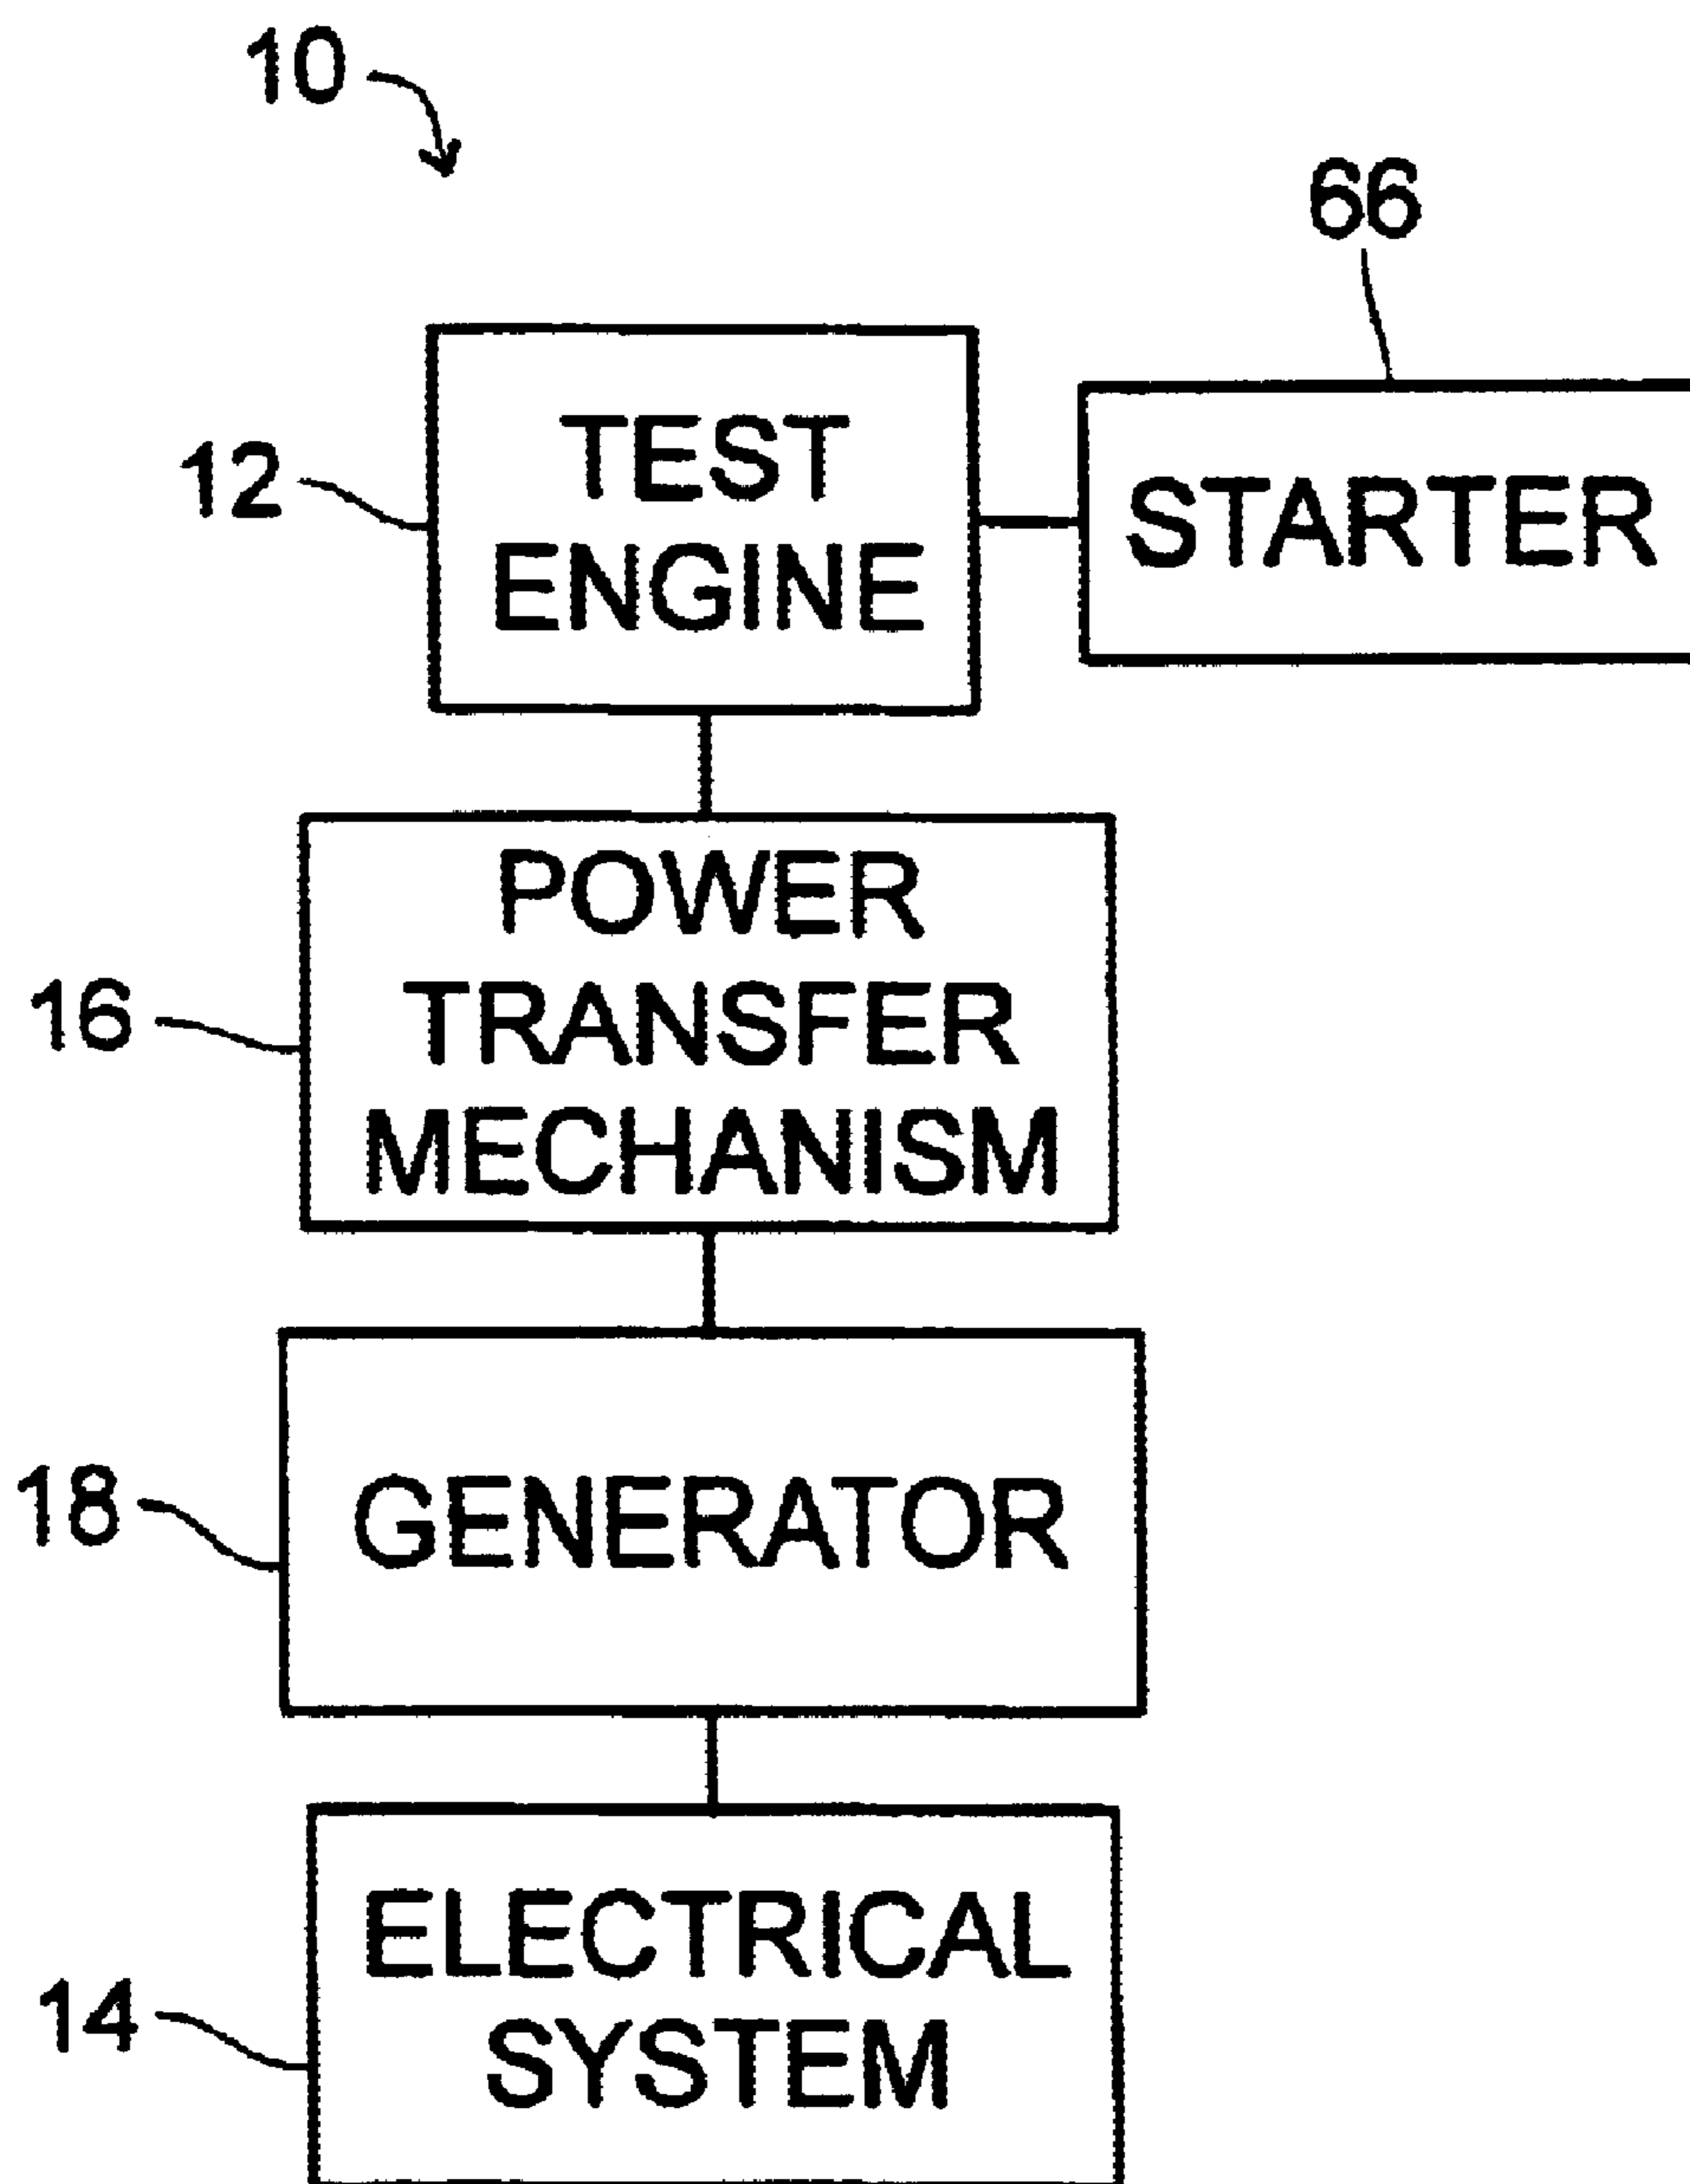 10
66
12
TEST
ENGINE
STARTER
16
POWER
TRANSFER
MECHANISM
18
GENERATOR
14
ELECTRICAL
SYSTEM